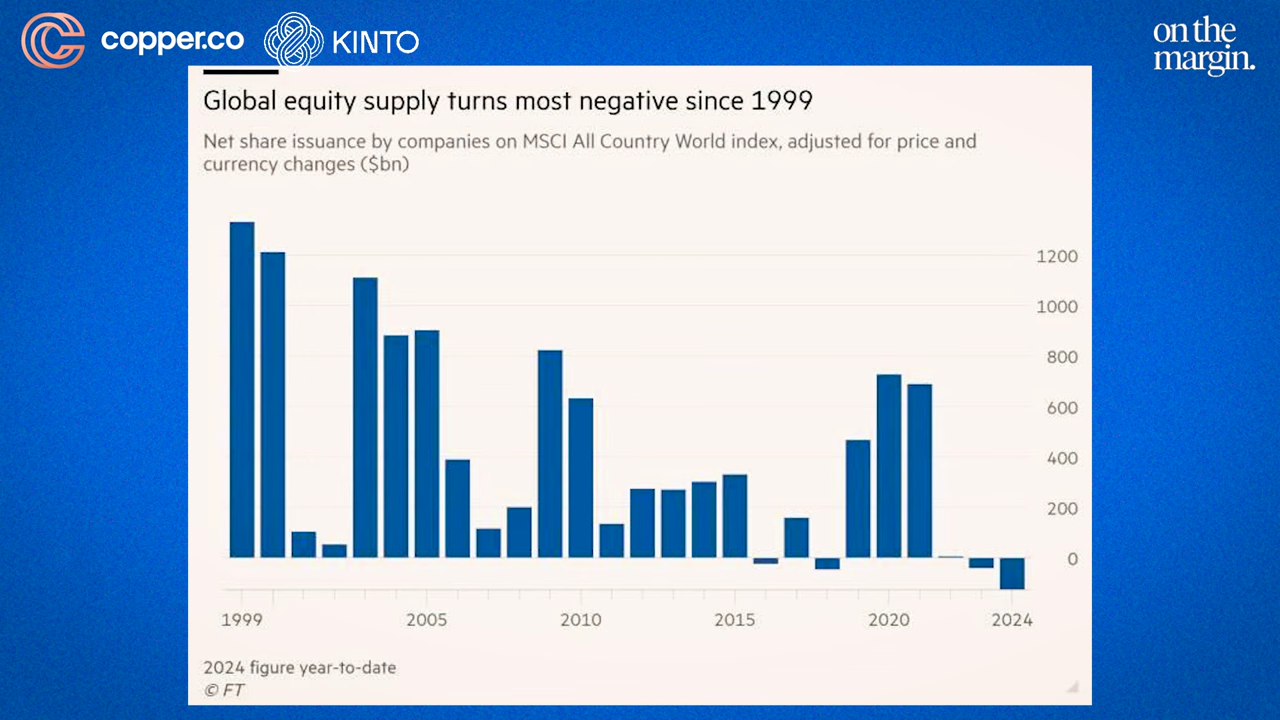 copper.co
KINTO
on the
margin.
Global equity supply turns most negative since 1999
Net share issuance by companies on MSCI All Country World index, adjusted for price and
currency changes ($bn)
1200
1000
800
600
400
200
0
1999 2005 2010 2015 2020 2024
2024 figure year-to-date
© FT